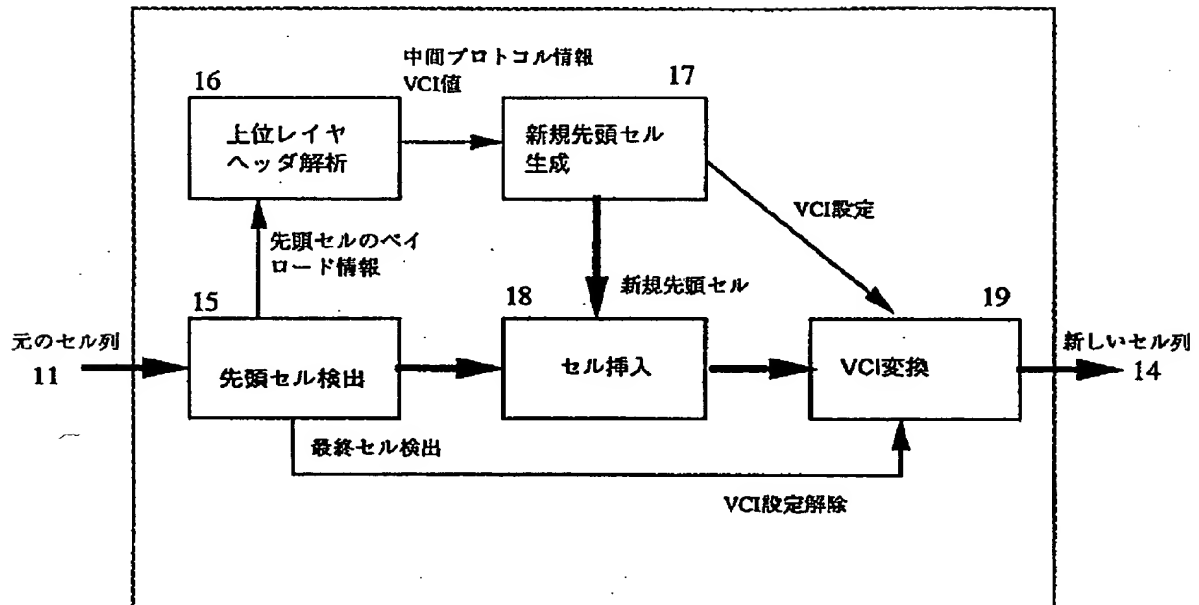 中間プロトコル情報
VCI値
16
17
上位レイヤ
ヘッダ解析
新規先頭セル
生成
VCI設定
先頭セルのペイ
ロード情報
新規先頭セル
15
18
19
元のセル列
11
先頭セル検出
セル挿入
VCI変換
新しいセル列
14
最終セル検出
VCI設定解除